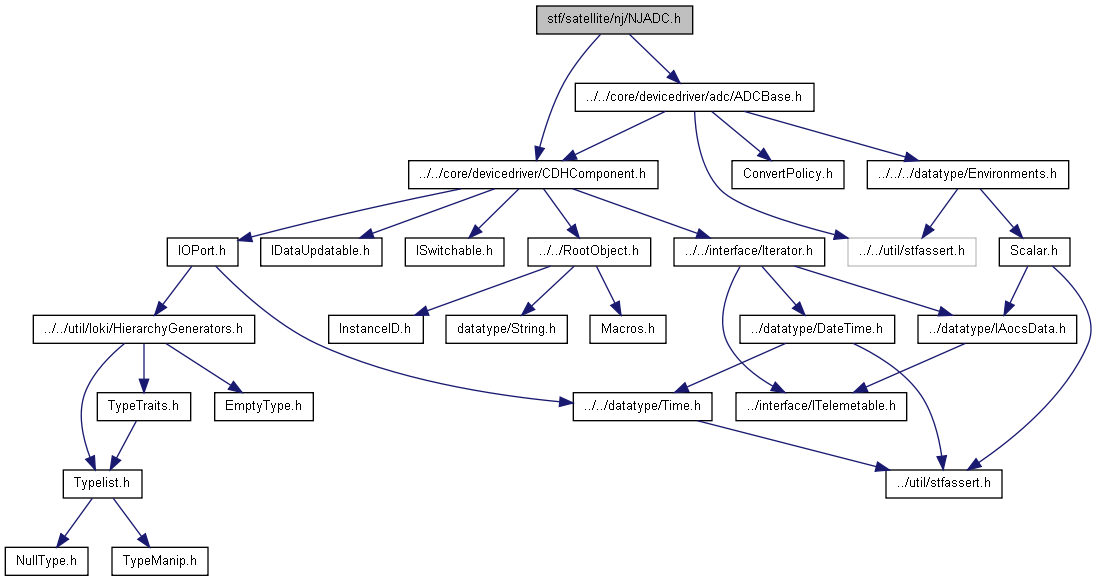 stf/satellite/nj/NJADC.h
../../core/devicedriver/adc/ADCBase.h
../../core/devicedriver/CDHComponent.h
ConvertPolicy.h
../../../datatype/Environments.h
IOPort.h
IDataUpdatable.h
ISwitchable.h
../../RootObject.h
../../interface/Iterator.h
../../util/stfassert.h
Scalar.h
../../util/loki/HierarchyGenerators.h
InstanceID.h
datatype/String.h
Macros.h
../datatype/DateTime.h
../datatype/IAocsData.h
TypeTraits.h
EmptyType.h
../../datatype/Time.h
../interface/ITelemetable.h
Typelist.h
../util/stfassert.h
NullType.h
TypeManip.h